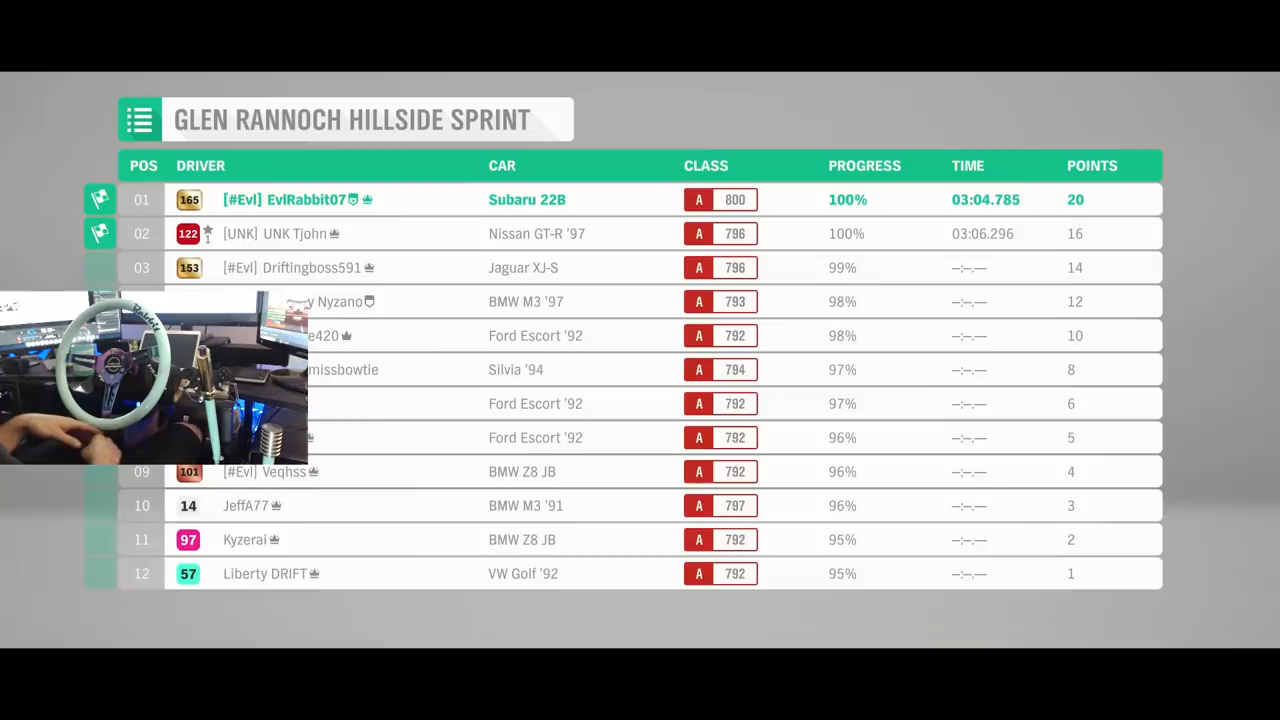 GLEN RANNOCH HILLSIDE SPRINT
POS DRIVER CAR CLASS PROGRESS TIME POINTS
01 165 [#Evl] EvlRabbit07 Subaru 22B A 800 100% 03:04.785 20
02 122 1 [UNK] UNK Tjohn Nissan GT-R '97 A 796 100% 03:06.296 16
03 153 [#Evl] Driftingboss591 Jaguar XJ-S A 796 99% --:--.--- 14
y Nyzano BMW M3 '97 A 793 98% --:--.--- 12
e420 Ford Escort '92 A 792 98% --:--.--- 10
missbowtie Silvia '94 A 794 97% --:--.--- 8
Ford Escort '92 A 792 97% --:--.--- 6
Ford Escort '92 A 792 96% --:--.--- 5
09 101 [#Evl] Veqhss BMW Z8 JB A 792 96% --:--.--- 4
10 14 JeffA77 BMW M3 '91 A 797 96% --:--.--- 3
11 97 Kyzerai BMW Z8 JB A 792 95% --:--.--- 2
12 57 Liberty DRIFT VW Golf '92 A 792 95% --:--.--- 1